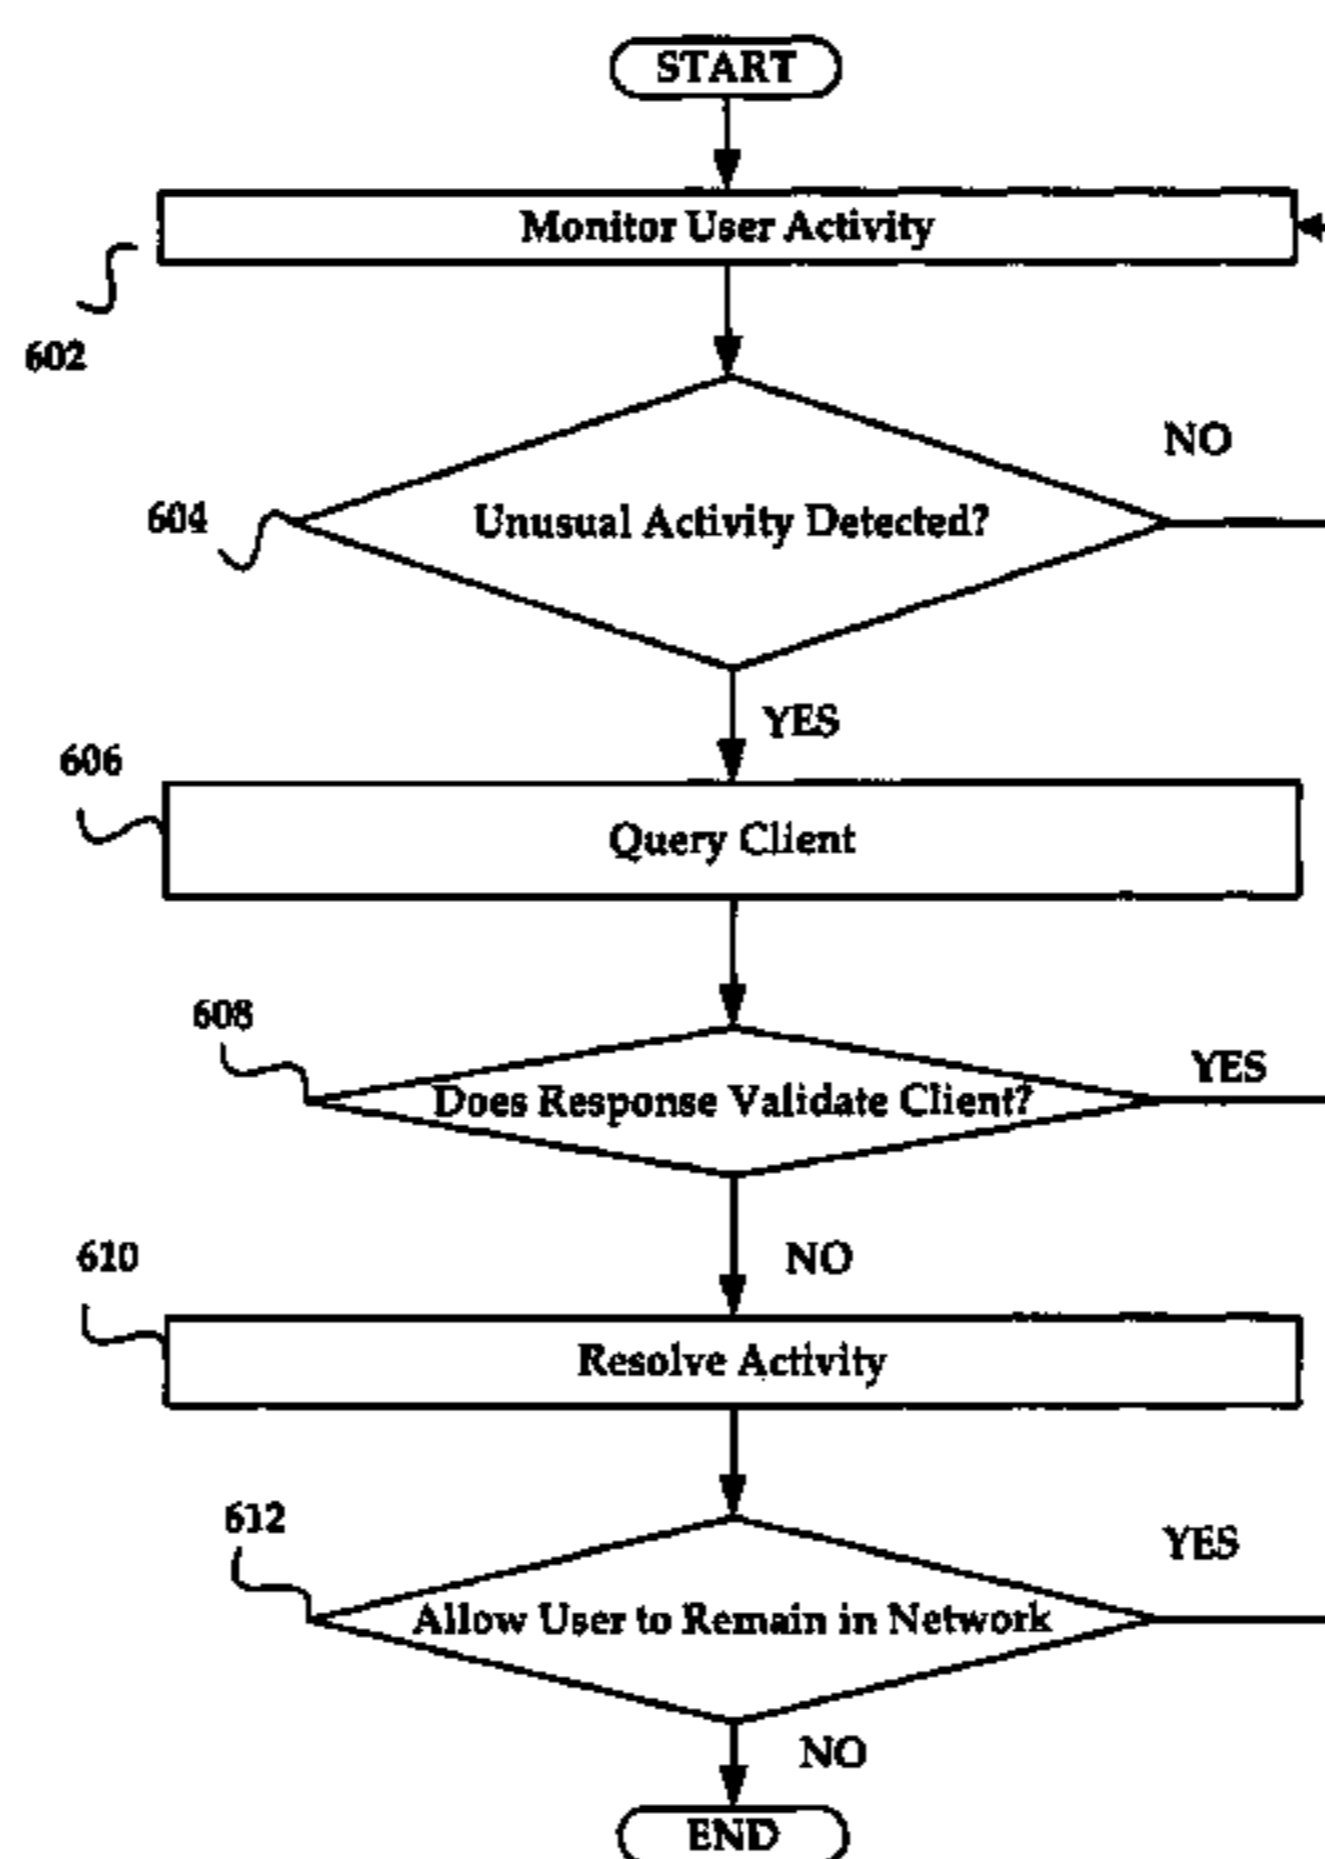 START
Monitor User Activity
602
NO
604
Unusual Activity Detected?
YES
606
Query Client
608
YES
Does Response Validate Client?
610
NO
Resolve Activity
612
YES
Allow User to Remain in Network
NO
END